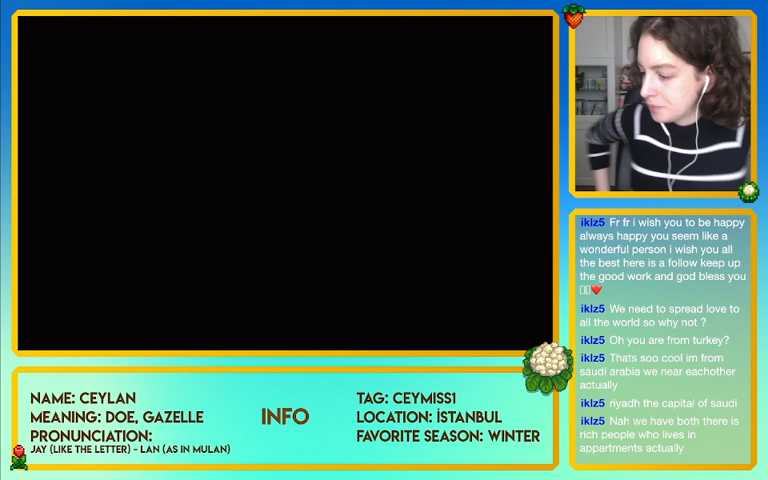 iklz5 Fr fr i wish you to be happy
always happy you seem like a
wonderful person i wish you all
the best here is a follow keep up
the good work and god bless you
❤️
iklz5 We need to spread love to
all the world so why not ?
iklz5 Oh you are from turkey?
iklz5 Thats soo cool im from
saudi arabia we near eachother
actually
iklz5 riyadh the capital of saudi
iklz5 Nah we have both there is
rich people who lives in
appartments actually
NAME: CEYLAN
MEANING: DOE, GAZELLE
PRONUNCIATION:
JAY (LIKE THE LETTER) - LAN (AS IN MULAN)
INFO
TAG: CEYMISS1
LOCATION: İSTANBUL
FAVORITE SEASON: WINTER